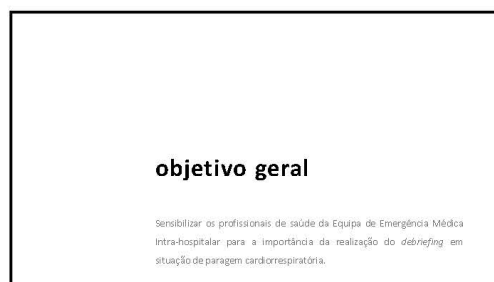 objetivo geral
Sensibilizar os profissionais de saúde da Equipa de Emergência Médica
Intra-hospitalar para a importância da realização do debriefing em
situação de paragem cardiorrespiratória.